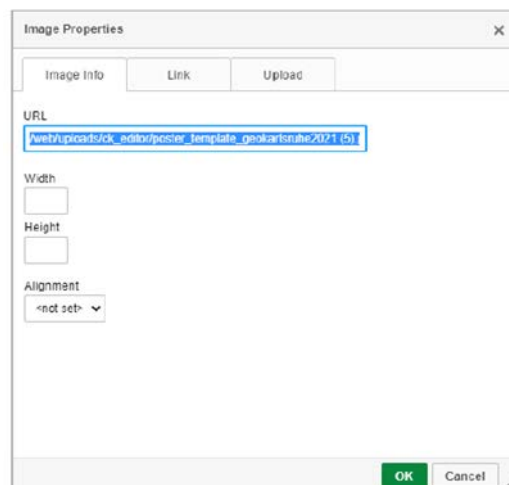 Image Properties
Image Info Link Upload
URL
/web/uploads/ck_editor/poster_template_geokarlsruhe2021 (5)
Width
Height
Alignment
<not set>
OK Cancel